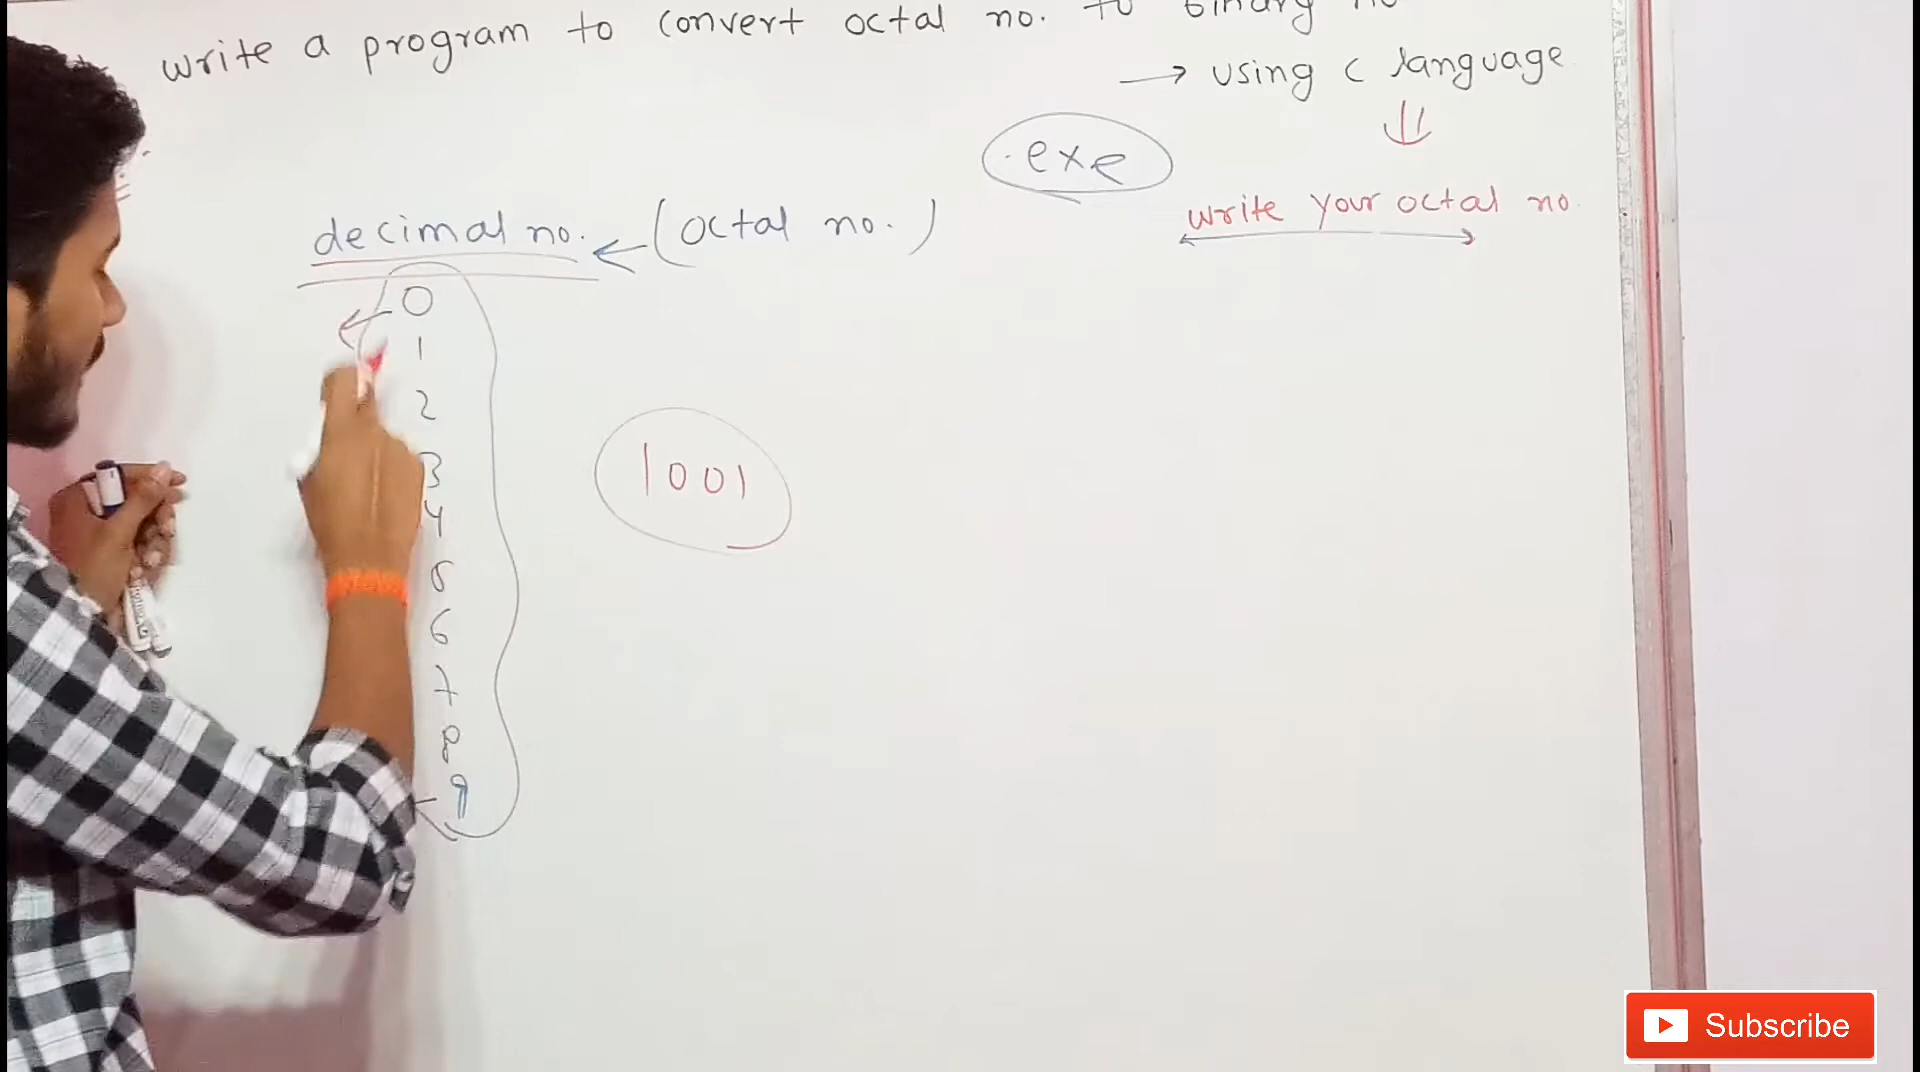 write a program to convert octal no. to binary no
→ using c language
.exe
write your octal no.
decimal no. ← (octal no.)
0
1
2
3
4
5
6
7
8
9
1001
Subscribe